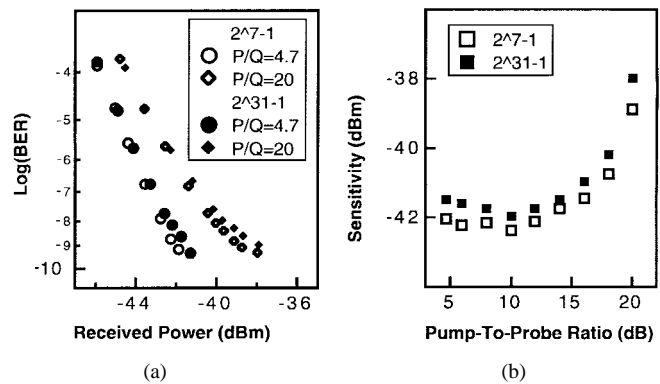 2^7-1
P/Q=4.7
P/Q=20
2^31-1
P/Q=4.7
P/Q=20
Log(BER)
-4
-5
-6
-7
-8
-9
-10
-44
-40
-36
Received Power (dBm)
(a)
2^7-1
2^31-1
Sensitivity (dBm)
-38
-40
-42
5
10
15
20
Pump-To-Probe Ratio (dB)
(b)